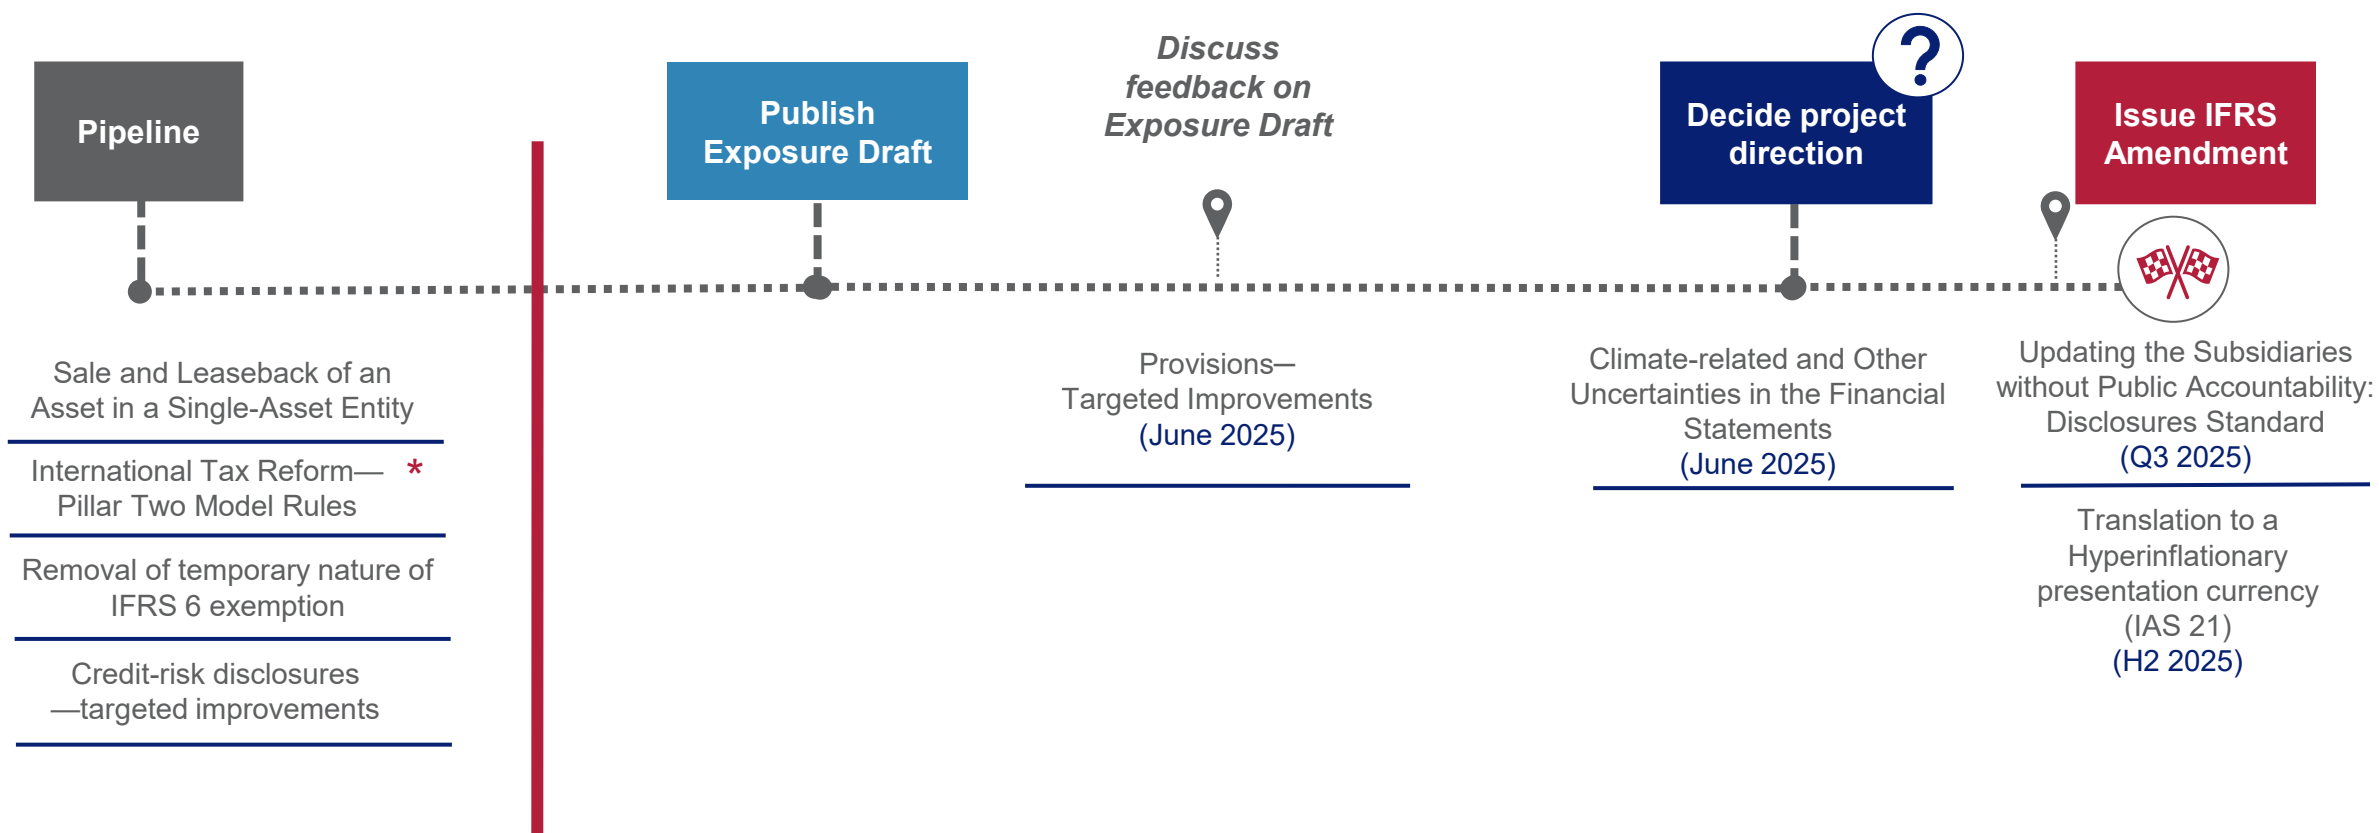 Pipeline
Publish
Exposure Draft
Discuss
feedback on
Exposure Draft
?
Decide project
direction
Issue IFRS
Amendment
Sale and Leaseback of an
Asset in a Single-Asset Entity
International Tax Reform— *
Pillar Two Model Rules
Removal of temporary nature of
IFRS 6 exemption
Credit-risk disclosures
—targeted improvements
Provisions—
Targeted Improvements
(June 2025)
Climate-related and Other
Uncertainties in the Financial
Statements
(June 2025)
Updating the Subsidiaries
without Public Accountability:
Disclosures Standard
(Q3 2025)
Translation to a
Hyperinflationary
presentation currency
(IAS 21)
(H2 2025)